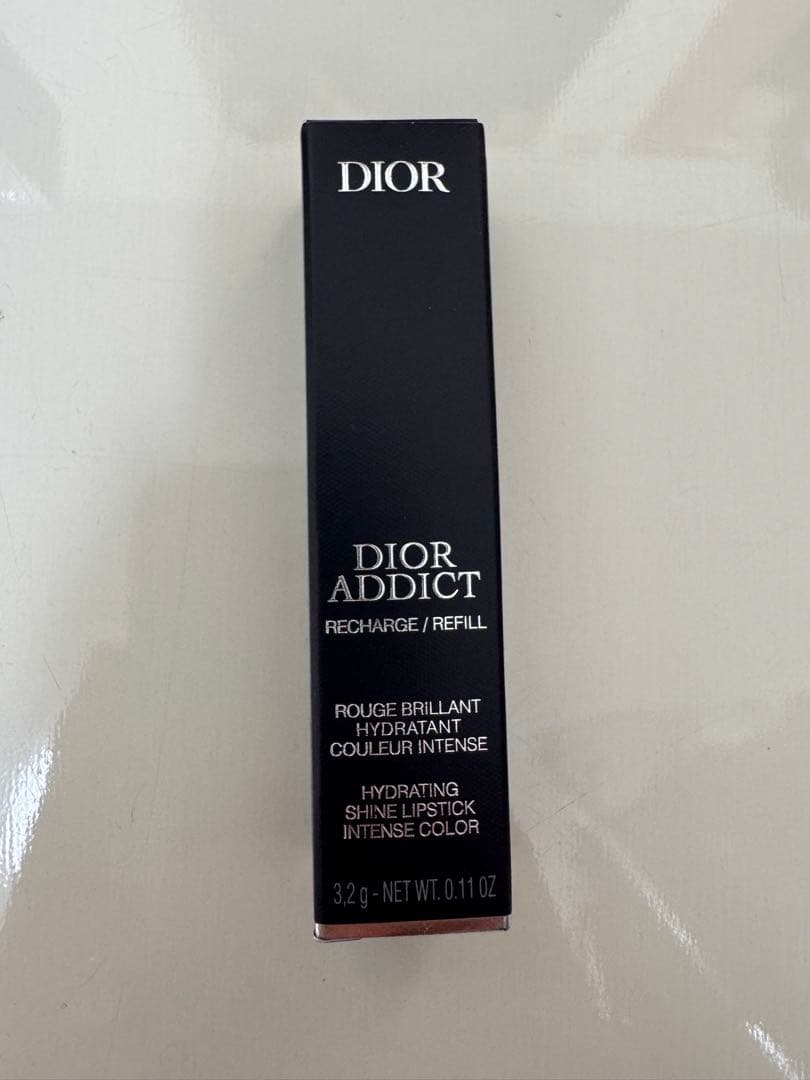 DIOR
DIOR
ADDICT
RECHARGE / REFILL
ROUGE BRILLANT
HYDRATANT
COULEUR INTENSE
HYDRATING
SHINE LIPSTICK
INTENSE COLOR
3,2 g - NET WT. 0.11 OZ